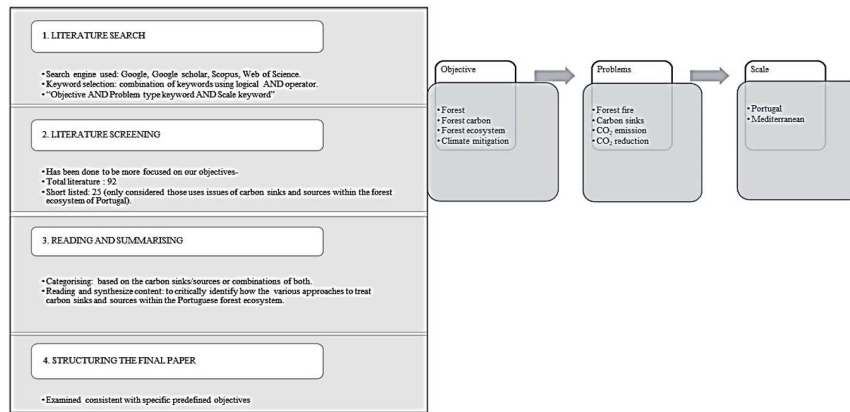 1. LITERATURE SEARCH
• Search engine used: Google, Google scholar, Scopus, Web of Science.
• Keyword selection: combination of keywords using logical AND operator.
• "Objective AND Problem type keyword AND Scale keyword"
2. LITERATURE SCREENING
• Has been done to be more focused on our objectives-
• Total literature : 92
• Short listed: 25 (only considered those uses issues of carbon sinks and sources within the forest
ecosystem of Portugal).
3. READING AND SUMMARISING
• Categorising: based on the carbon sinks/sources or combinations of both.
• Reading and synthesize content: to critically identify how the various approaches to treat
carbon sinks and sources within the Portuguese forest ecosystem.
4. STRUCTURING THE FINAL PAPER
• Examined consistent with specific predefined objectives
Objective
• Forest
• Forest carbon
• Forest ecosystem
• Climate mitigation
Problems
• Forest fire
• Carbon sinks
• CO₂ emission
• CO₂ reduction
Scale
• Portugal
• Mediterranean